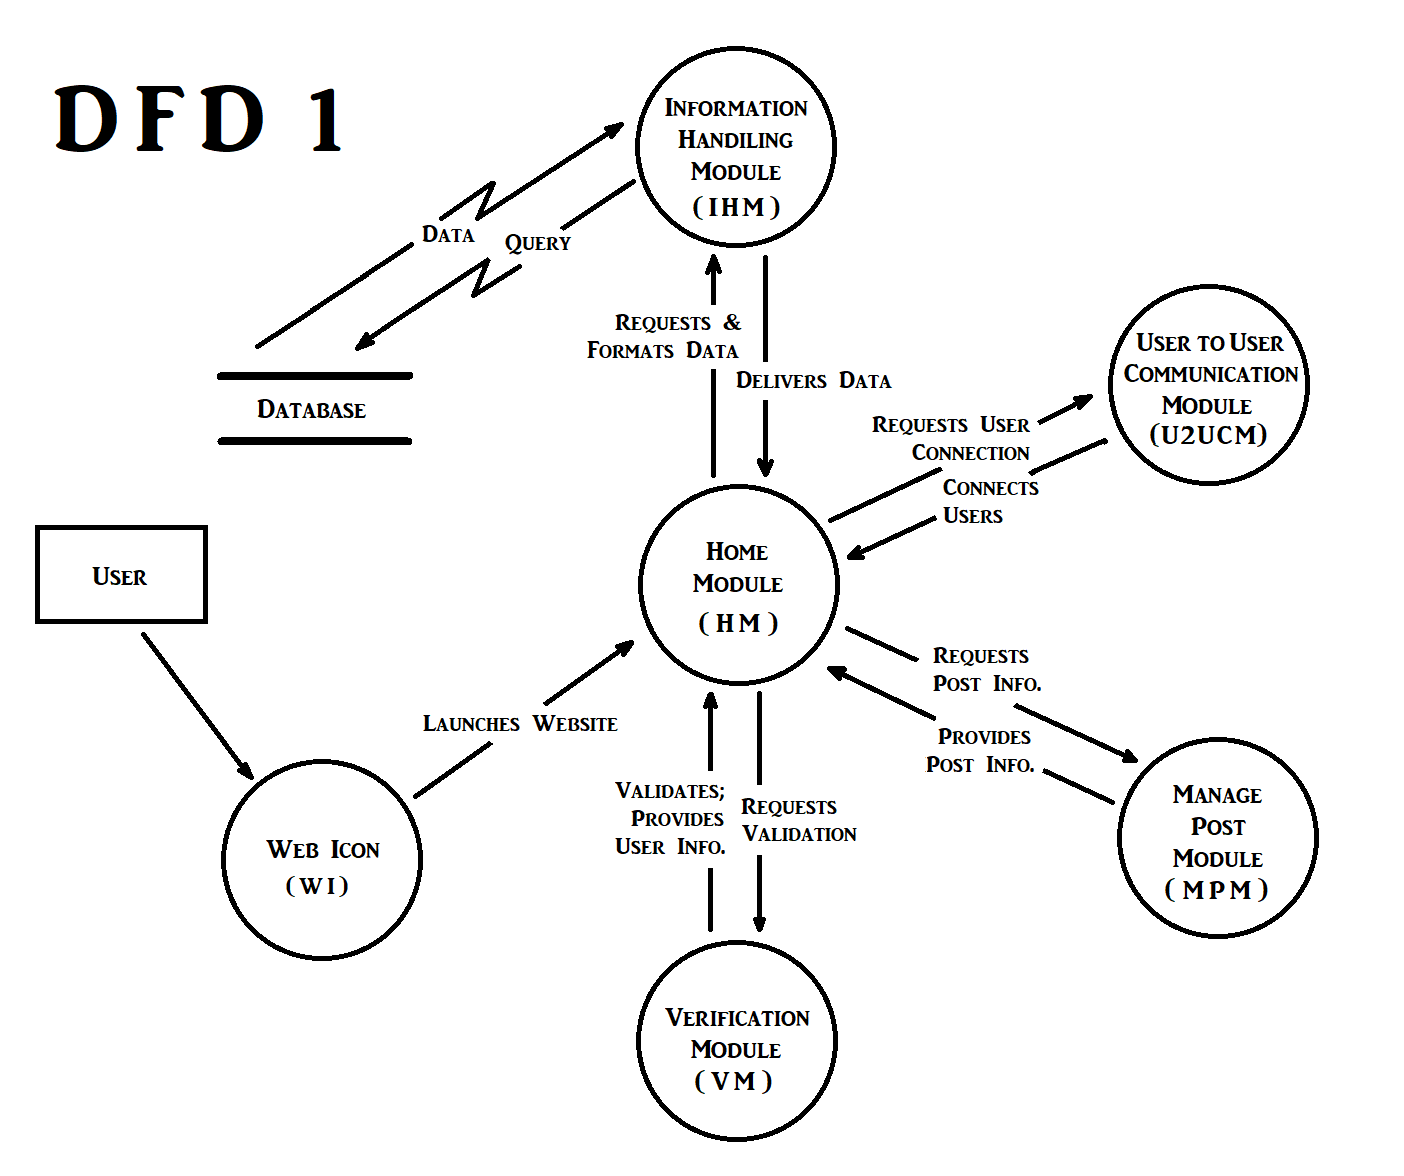 DFD 1
Information
Handiling
Module
(IHM)
Data
Query
Requests &
Formats Data
Delivers Data
Database
User to User
Communication
Module
(U2UCM)
Requests User
Connection
Connects
Users
User
Home
Module
(HM)
Requests
Post Info.
Provides
Post Info.
Launches Website
Validates;
Provides
User Info.
Requests
Validation
Manage
Post
Module
(MPM)
Web Icon
(WI)
Verification
Module
(VM)